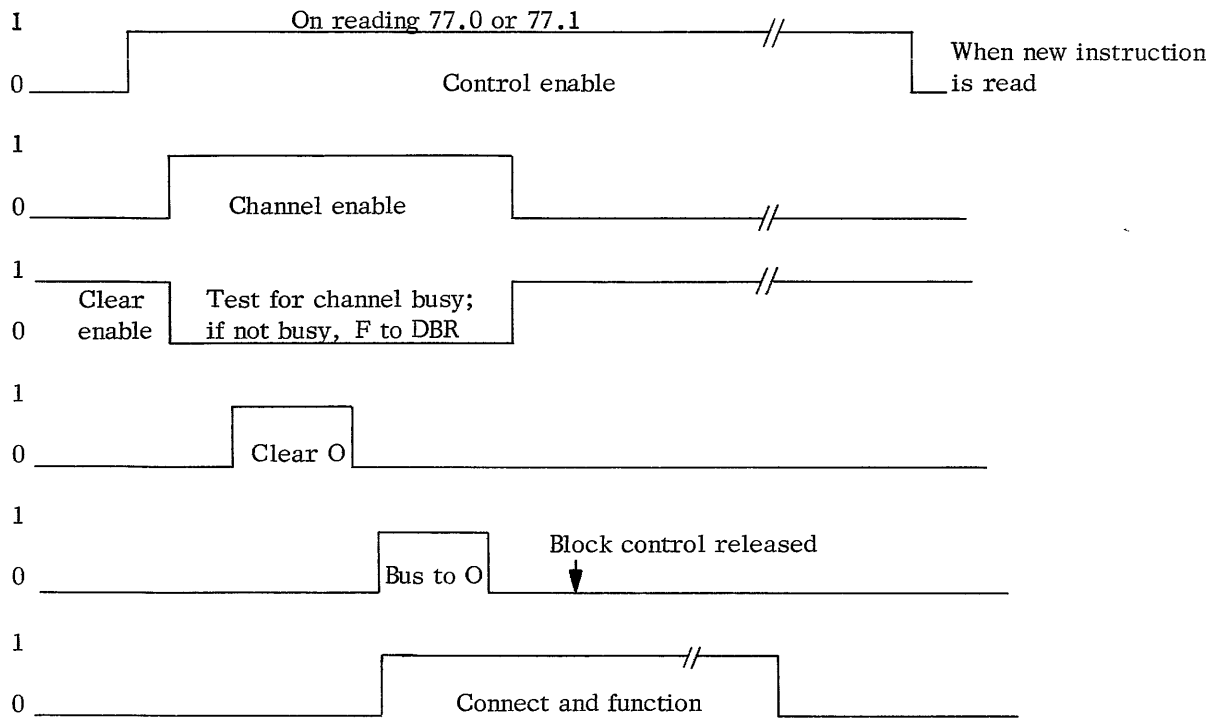 1
On reading 77.0 or 77.1
0
Control enable
When new instruction
is read
1
0
Channel enable
1
0
Clear
enable
Test for channel busy;
if not busy, F to DBR
1
0
Clear O
1
0
Bus to O
Block control released
1
0
Connect and function